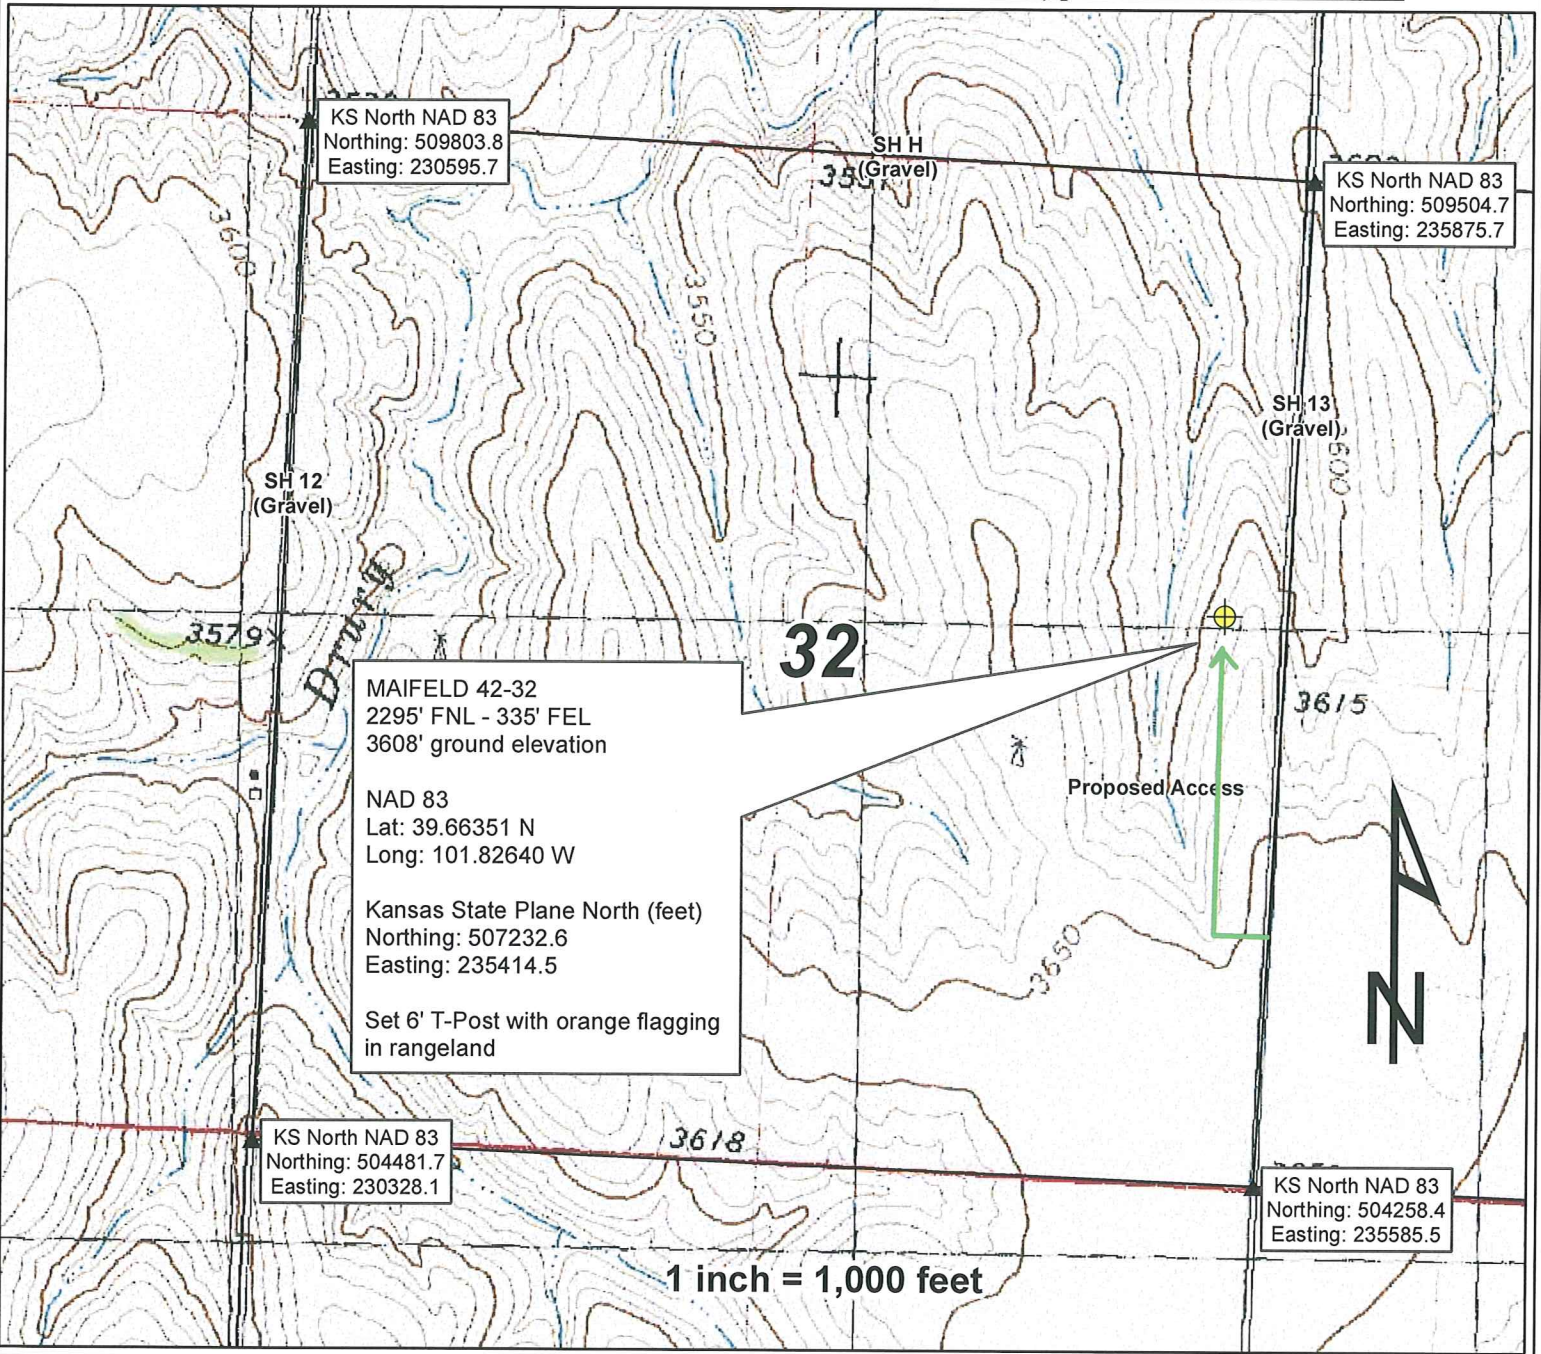 KS North NAD 83
Northing: 509803.8
Easting: 230595.7
SH H
(Gravel)
KS North NAD 83
Northing: 509504.7
Easting: 235875.7
3600
3550
SH 13
(Gravel)
SH 12
(Gravel)
3579
Drury
32
3615
MAIFELD 42-32
2295' FNL - 335' FEL
3608' ground elevation
NAD 83
Lat: 39.66351 N
Long: 101.82640 W
Kansas State Plane North (feet)
Northing: 507232.6
Easting: 235414.5
Set 6' T-Post with orange flagging
in rangeland
Proposed Access
3650
N
KS North NAD 83
Northing: 504481.7
Easting: 230328.1
3618
KS North NAD 83
Northing: 504258.4
Easting: 235585.5
1 inch = 1,000 feet